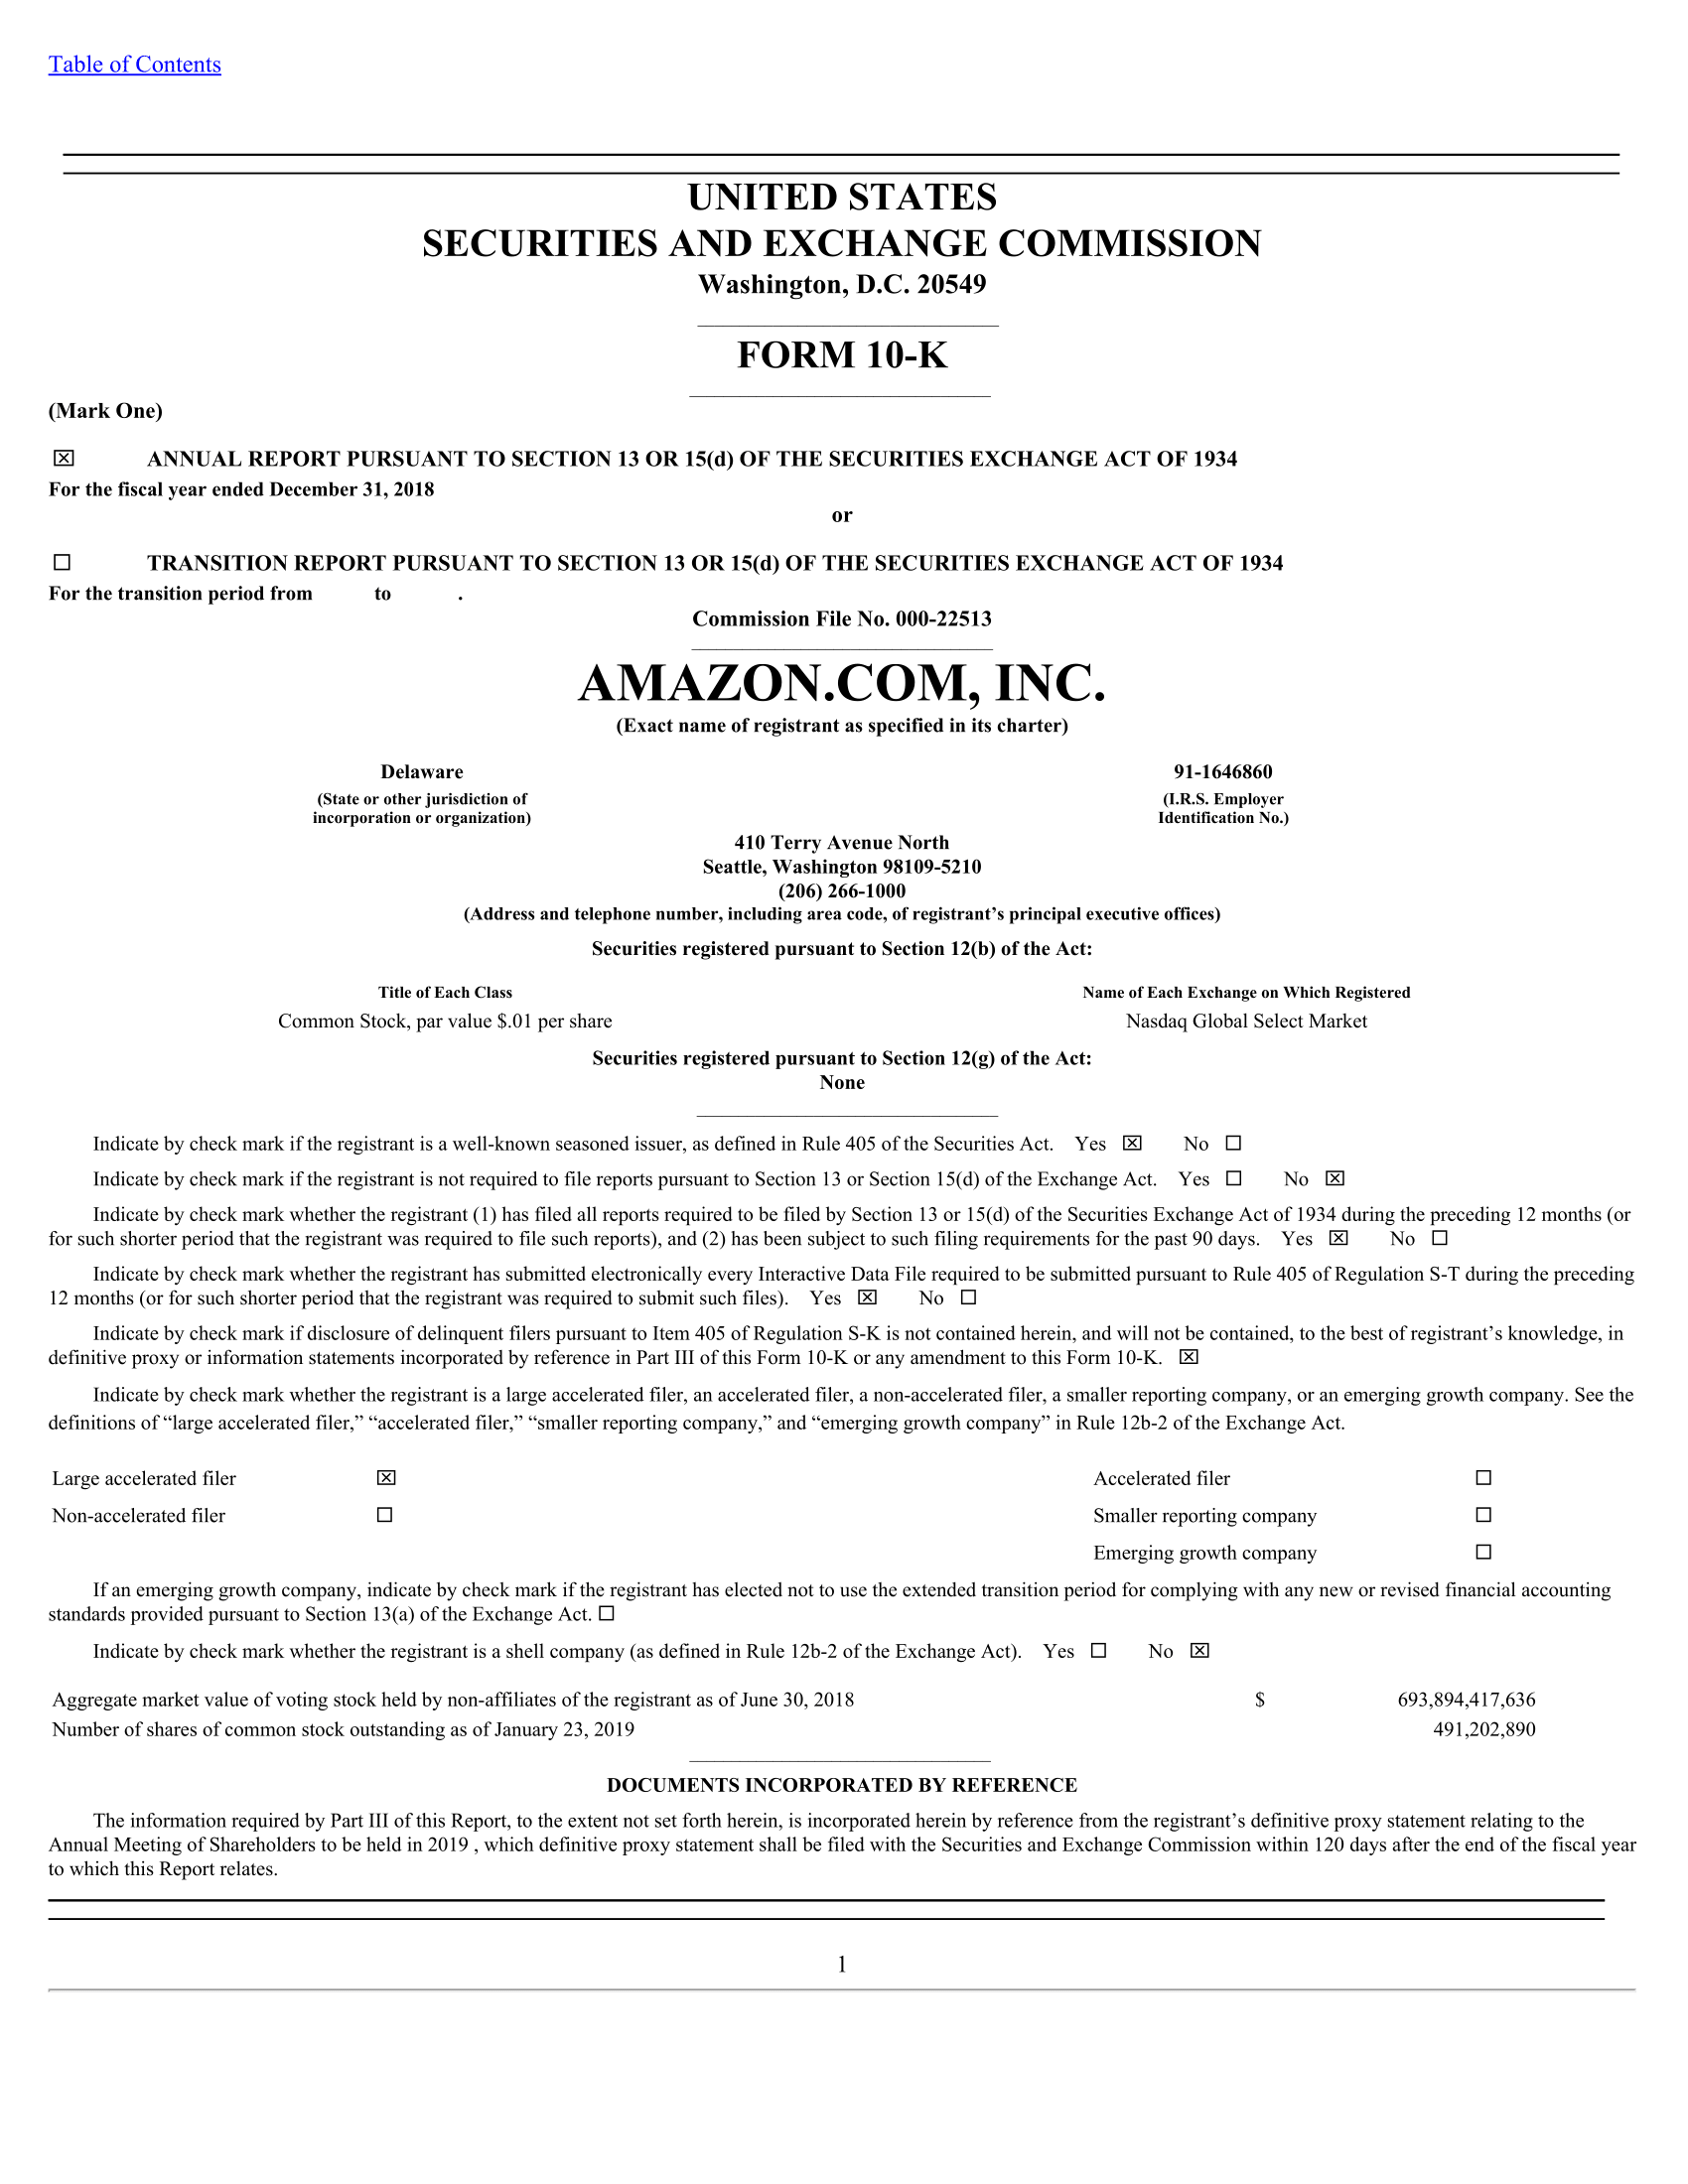 Table of Contents
UNITED STATES
SECURITIES AND EXCHANGE COMMISSION
Washington, D.C. 20549
FORM 10-K
(Mark One)
☒ ANNUAL REPORT PURSUANT TO SECTION 13 OR 15(d) OF THE SECURITIES EXCHANGE ACT OF 1934
For the fiscal year ended December 31, 2018
or
☐ TRANSITION REPORT PURSUANT TO SECTION 13 OR 15(d) OF THE SECURITIES EXCHANGE ACT OF 1934
For the transition period from to .
Commission File No. 000-22513
AMAZON.COM, INC.
(Exact name of registrant as specified in its charter)
Delaware 91-1646860
(State or other jurisdiction of (I.R.S. Employer
incorporation or organization) Identification No.)
410 Terry Avenue North
Seattle, Washington 98109-5210
(206) 266-1000
(Address and telephone number, including area code, of registrant’s principal executive offices)
Securities registered pursuant to Section 12(b) of the Act:
Title of Each Class Name of Each Exchange on Which Registered
Common Stock, par value $.01 per share Nasdaq Global Select Market
Securities registered pursuant to Section 12(g) of the Act:
None
Indicate by check mark if the registrant is a well-known seasoned issuer, as defined in Rule 405 of the Securities Act. Yes ☒ No ☐
Indicate by check mark if the registrant is not required to file reports pursuant to Section 13 or Section 15(d) of the Exchange Act. Yes ☐ No ☒
Indicate by check mark whether the registrant (1) has filed all reports required to be filed by Section 13 or 15(d) of the Securities Exchange Act of 1934 during the preceding 12 months (or
for such shorter period that the registrant was required to file such reports), and (2) has been subject to such filing requirements for the past 90 days. Yes ☒ No ☐
Indicate by check mark whether the registrant has submitted electronically every Interactive Data File required to be submitted pursuant to Rule 405 of Regulation S-T during the preceding
12 months (or for such shorter period that the registrant was required to submit such files). Yes ☒ No ☐
Indicate by check mark if disclosure of delinquent filers pursuant to Item 405 of Regulation S-K is not contained herein, and will not be contained, to the best of registrant’s knowledge, in
definitive proxy or information statements incorporated by reference in Part III of this Form 10-K or any amendment to this Form 10-K. ☒
Indicate by check mark whether the registrant is a large accelerated filer, an accelerated filer, a non-accelerated filer, a smaller reporting company, or an emerging growth company. See the
definitions of “large accelerated filer,” “accelerated filer,” “smaller reporting company,” and “emerging growth company” in Rule 12b-2 of the Exchange Act.
Large accelerated filer ☒ Accelerated filer ☐
Non-accelerated filer ☐ Smaller reporting company ☐
Emerging growth company ☐
If an emerging growth company, indicate by check mark if the registrant has elected not to use the extended transition period for complying with any new or revised financial accounting
standards provided pursuant to Section 13(a) of the Exchange Act. ☐
Indicate by check mark whether the registrant is a shell company (as defined in Rule 12b-2 of the Exchange Act). Yes ☐ No ☒
Aggregate market value of voting stock held by non-affiliates of the registrant as of June 30, 2018 $ 693,894,417,636
Number of shares of common stock outstanding as of January 23, 2019 491,202,890
DOCUMENTS INCORPORATED BY REFERENCE
The information required by Part III of this Report, to the extent not set forth herein, is incorporated herein by reference from the registrant’s definitive proxy statement relating to the
Annual Meeting of Shareholders to be held in 2019 , which definitive proxy statement shall be filed with the Securities and Exchange Commission within 120 days after the end of the fiscal year
to which this Report relates.
1